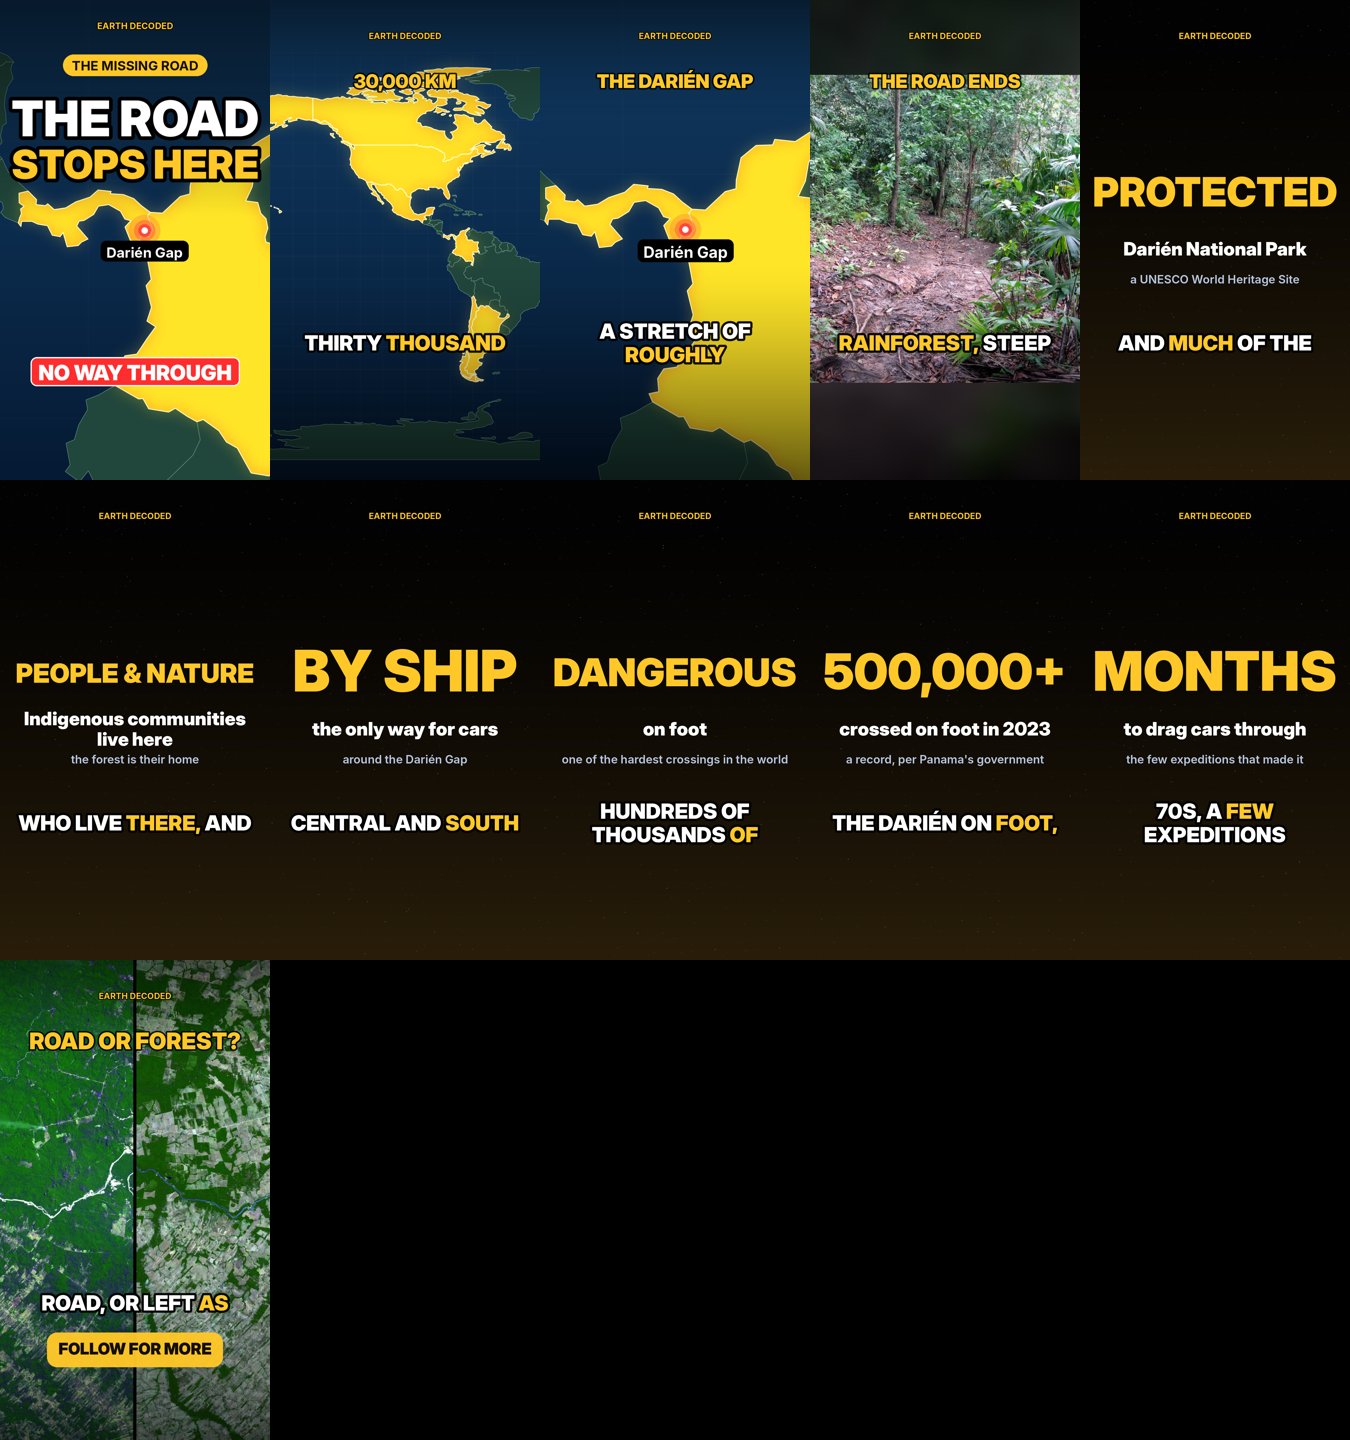 EARTH DECODED
THE MISSING ROAD
THE ROAD
STOPS HERE
Darién Gap
NO WAY THROUGH
EARTH DECODED
30,000 KM
THIRTY THOUSAND
EARTH DECODED
THE DARIÉN GAP
Darién Gap
A STRETCH OF
ROUGHLY
EARTH DECODED
THE ROAD ENDS
RAINFOREST, STEEP
EARTH DECODED
PROTECTED
Darién National Park
a UNESCO World Heritage Site
AND MUCH OF THE
EARTH DECODED
PEOPLE & NATURE
Indigenous communities
live here
the forest is their home
WHO LIVE THERE, AND
EARTH DECODED
BY SHIP
the only way for cars
around the Darién Gap
CENTRAL AND SOUTH
EARTH DECODED
DANGEROUS
on foot
one of the hardest crossings in the world
HUNDREDS OF
THOUSANDS OF
EARTH DECODED
500,000+
crossed on foot in 2023
a record, per Panama's government
THE DARIÉN ON FOOT,
EARTH DECODED
MONTHS
to drag cars through
the few expeditions that made it
70S, A FEW
EXPEDITIONS
EARTH DECODED
ROAD OR FOREST?
ROAD, OR LEFT AS
FOLLOW FOR MORE